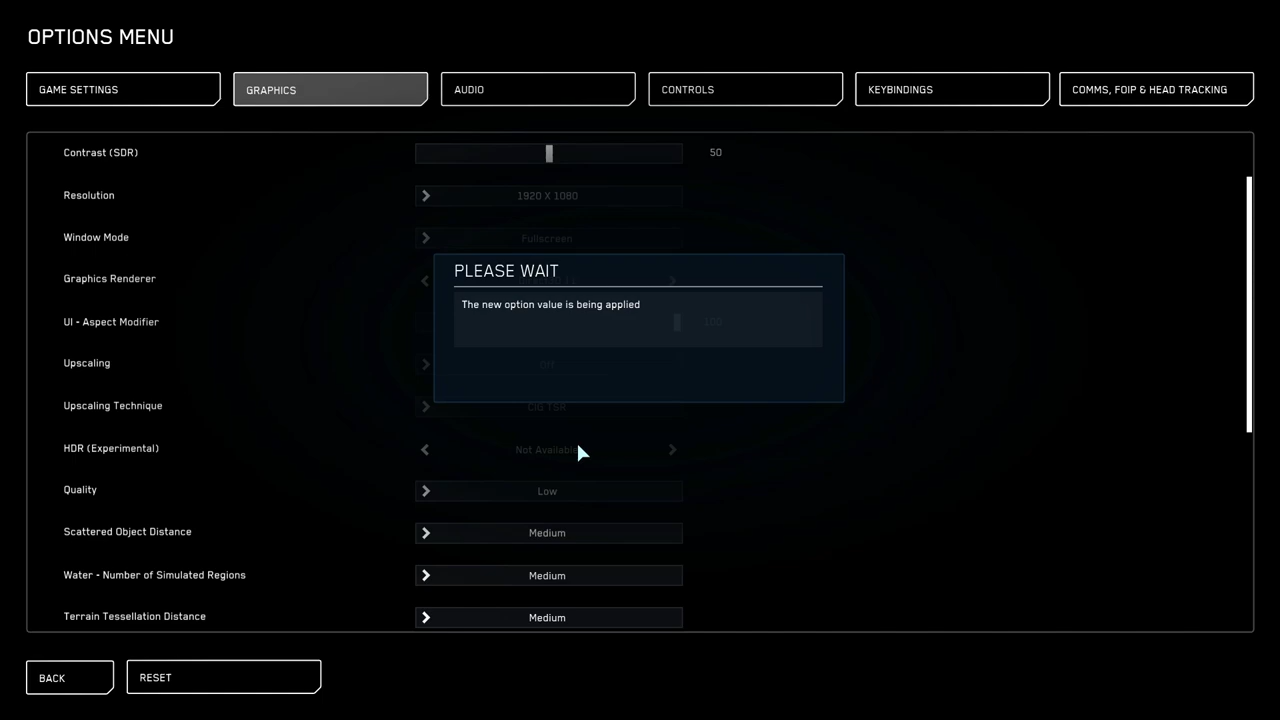 OPTIONS MENU
GAME SETTINGS
GRAPHICS
AUDIO
CONTROLS
KEYBINDINGS
COMMS, FOIP & HEAD TRACKING
Contrast (SDR)
50
Resolution
1920 X 1080
Window Mode
Fullscreen
PLEASE WAIT
Graphics Renderer
The new option value is being applied
UI - Aspect Modifier
100
Upscaling
Off
Upscaling Technique
CIG TSR
HDR (Experimental)
Not Available
Quality
Low
Scattered Object Distance
Medium
Water - Number of Simulated Regions
Medium
Terrain Tessellation Distance
Medium
BACK
RESET